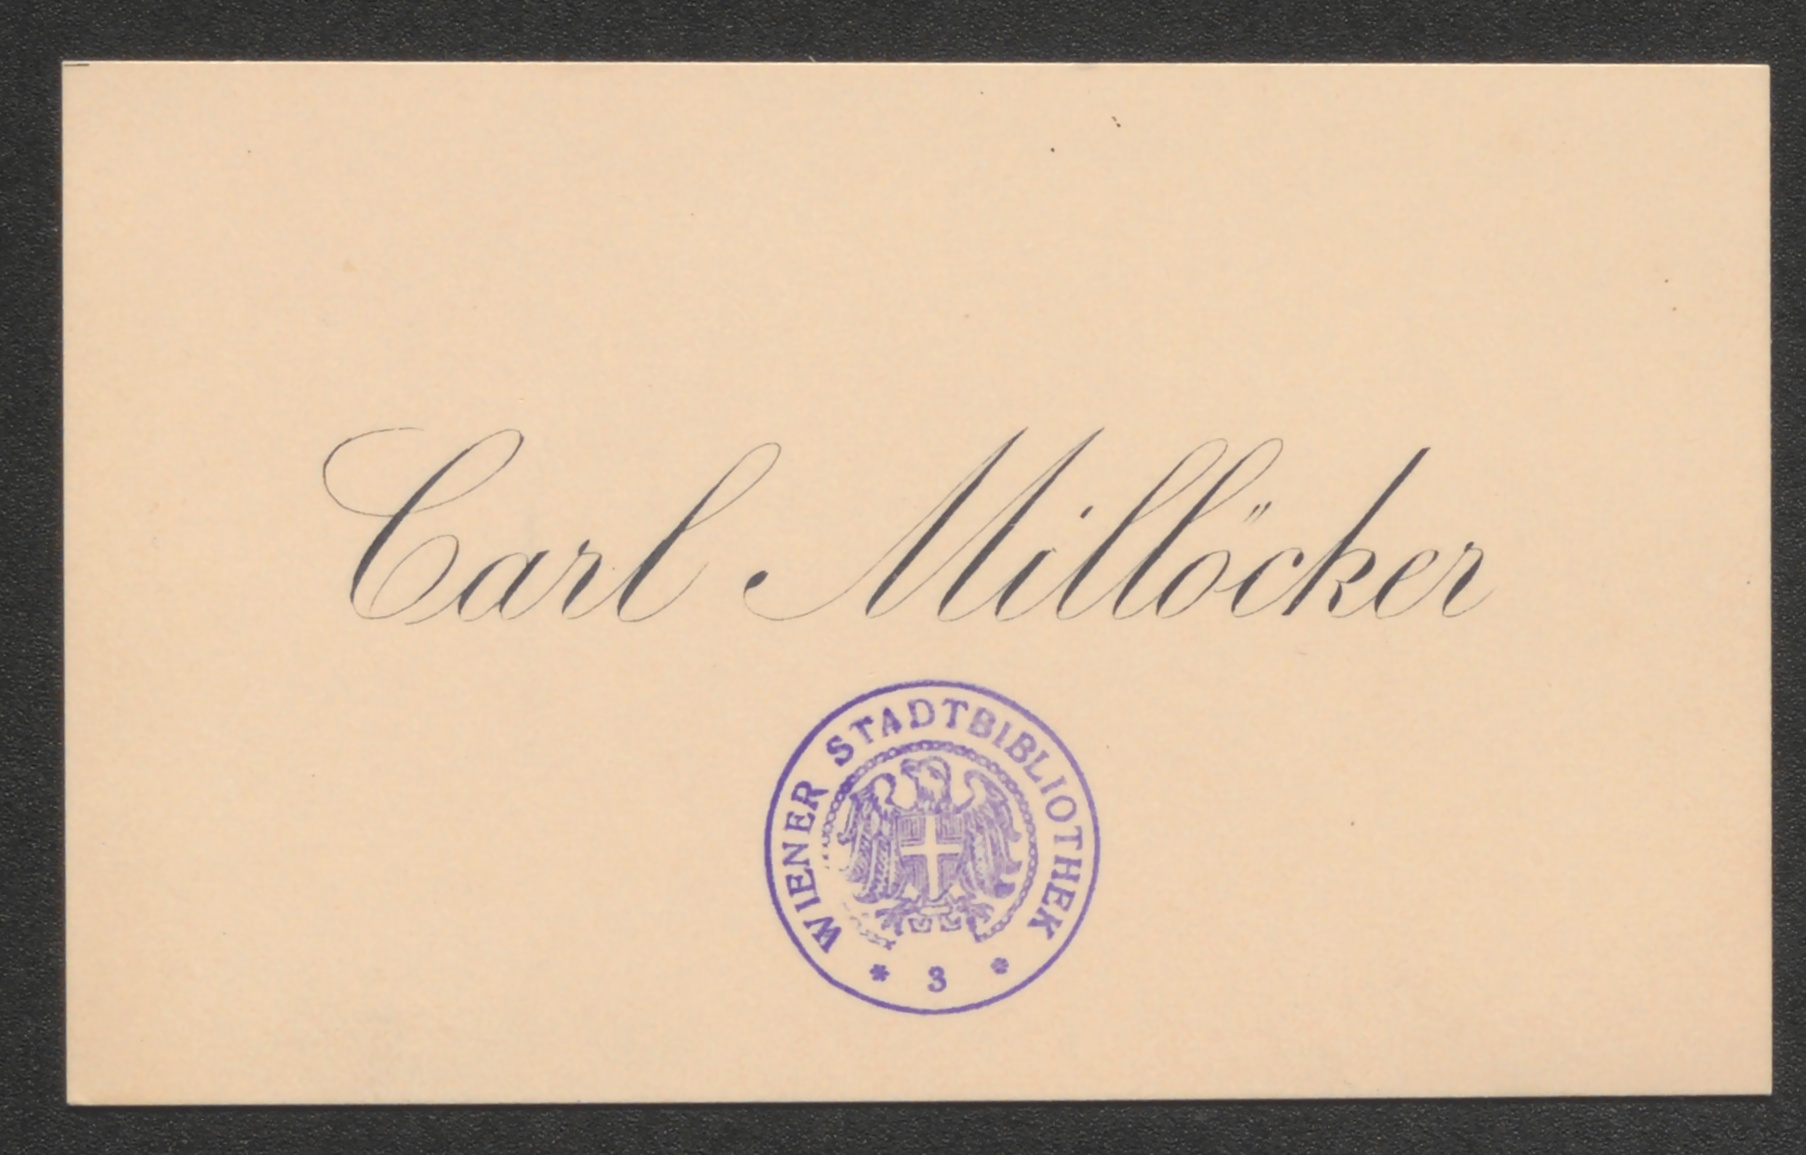 Carl Millöcker
WIENER STADTBIBLIOTHEK
* 3 *